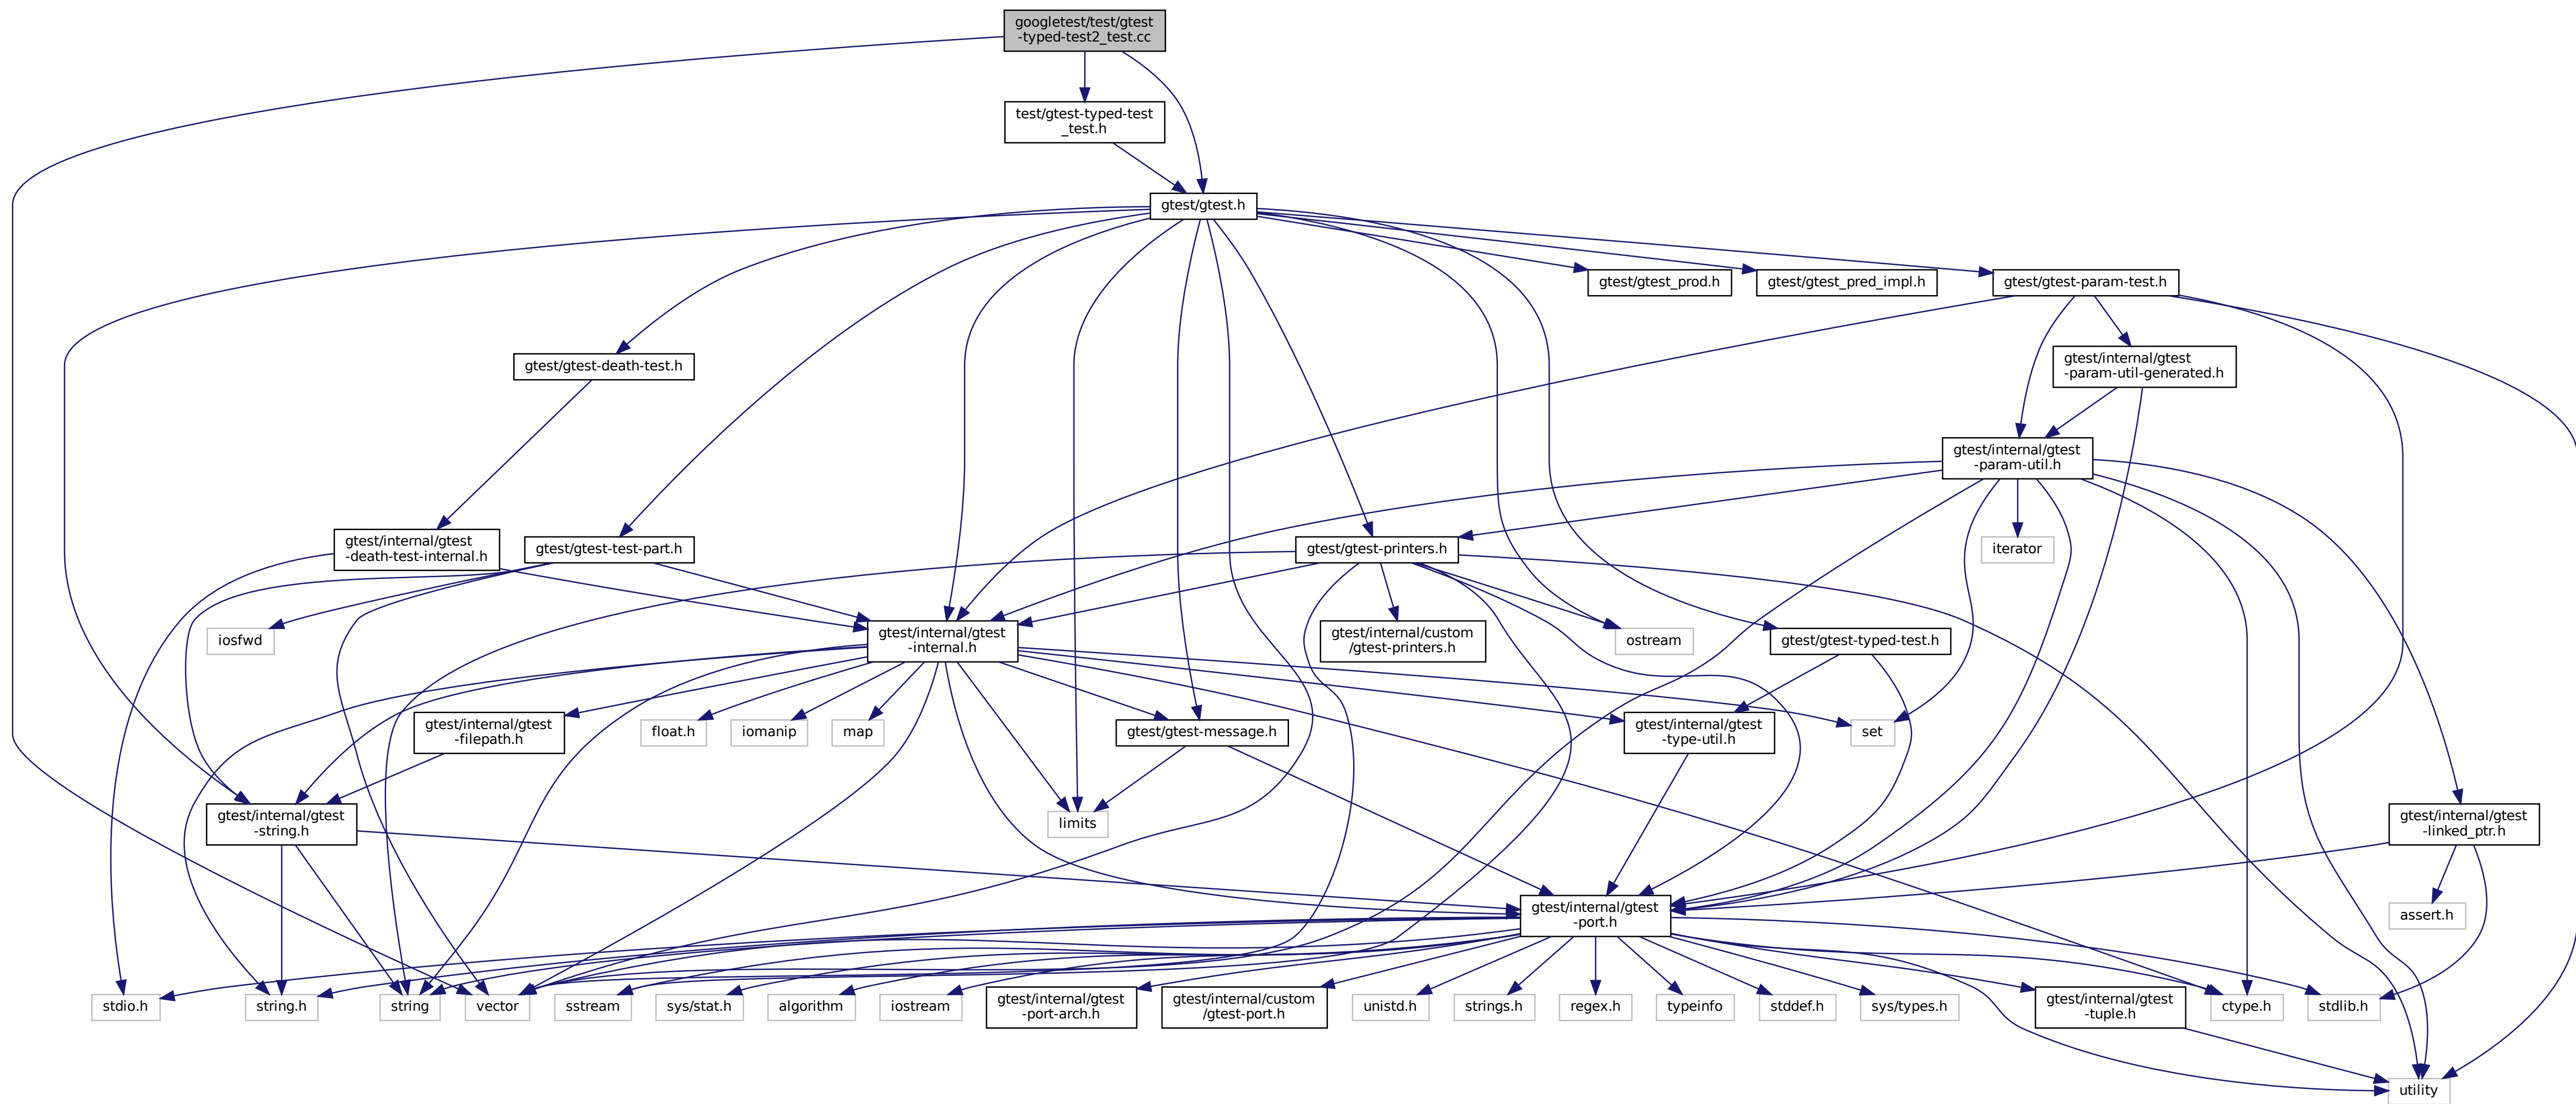 googletest/test/gtest
-typed-test2_test.cc
test/gtest-typed-test
_test.h
gtest/gtest.h
gtest/gtest_prod.h
gtest/gtest_pred_impl.h
gtest/gtest-param-test.h
gtest/gtest-death-test.h
gtest/internal/gtest
-param-util-generated.h
gtest/internal/gtest
-param-util.h
gtest/internal/gtest
-death-test-internal.h
gtest/gtest-test-part.h
gtest/gtest-printers.h
iterator
iosfwd
gtest/internal/gtest
-internal.h
gtest/internal/custom
/gtest-printers.h
ostream
gtest/gtest-typed-test.h
gtest/internal/gtest
-filepath.h
float.h
iomanip
map
gtest/gtest-message.h
gtest/internal/gtest
-type-util.h
set
gtest/internal/gtest
-string.h
limits
gtest/internal/gtest
-linked_ptr.h
gtest/internal/gtest
-port.h
assert.h
stdio.h
string.h
string
vector
sstream
sys/stat.h
algorithm
iostream
gtest/internal/gtest
-port-arch.h
gtest/internal/custom
/gtest-port.h
unistd.h
strings.h
regex.h
typeinfo
stddef.h
sys/types.h
gtest/internal/gtest
-tuple.h
ctype.h
stdlib.h
utility